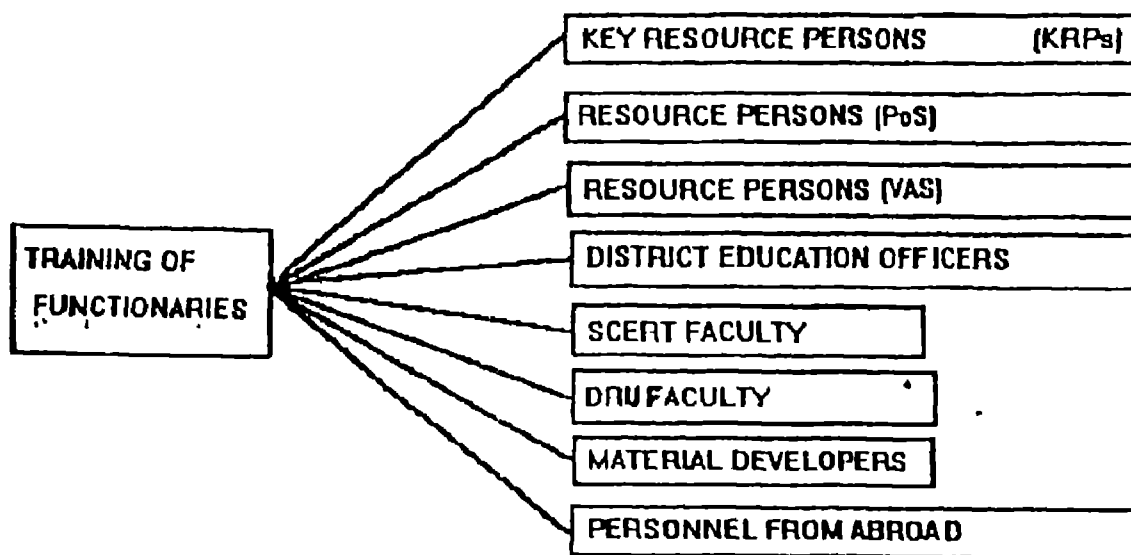 KEY RESOURCE PERSONS (KRPs)
RESOURCE PERSONS (PoS)
RESOURCE PERSONS (VAS)
TRAINING OF
FUNCTIONARIES
DISTRICT EDUCATION OFFICERS
SCERT FACULTY
DRU FACULTY
MATERIAL DEVELOPERS
PERSONNEL FROM ABROAD